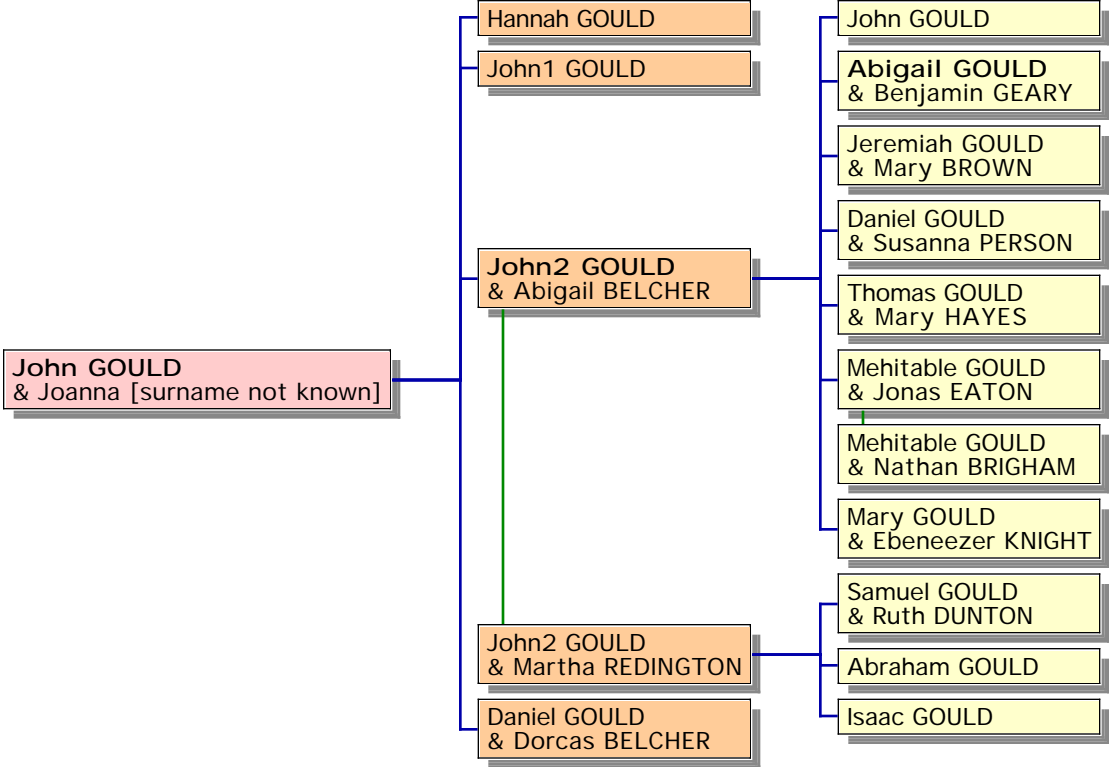 John GOULD
& Joanna [surname not known]
Hannah GOULD
John1 GOULD
John2 GOULD
& Abigail BELCHER
John2 GOULD
& Martha REDINGTON
Daniel GOULD
& Dorcas BELCHER
John GOULD
Abigail GOULD
& Benjamin GEARY
Jeremiah GOULD
& Mary BROWN
Daniel GOULD
& Susanna PERSON
Thomas GOULD
& Mary HAYES
Mehitable GOULD
& Jonas EATON
Mehitable GOULD
& Nathan BRIGHAM
Mary GOULD
& Ebeneezer KNIGHT
Samuel GOULD
& Ruth DUNTON
Abraham GOULD
Isaac GOULD